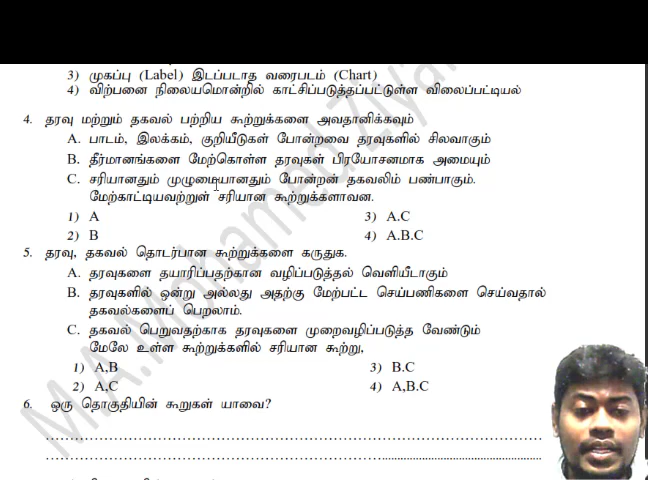 3) முகப்பு (Label) இடப்படாத வரைபடம் (Chart)
4) விற்பனை நிலையமொன்றில் காட்சிப்படுத்தப்பட்டுள்ள விலைப்பட்டியல்
4. தரவு மற்றும் தகவல் பற்றிய கூற்றுக்களை அவதானிக்கவும்
A. பாடம், இலக்கம், குறியீடுகள் போன்றவை தரவுகளில் சிலவாகும்
B. தீர்மானங்களை மேற்கொள்ள தரவுகள் பிரயோசனமாக அமையும்
C. சரியானதும் முழுமையானதும் போன்றன் தகவலிம் பண்பாகும்.
மேற்காட்டியவற்றுள் சரியான கூற்றுக்களாவன.
1) A 3) A.C
2) B 4) A.B.C
5. தரவு, தகவல் தொடர்பான கூற்றுக்களை கருதுக.
A. தரவுகளை தயாரிப்பதற்கான வழிப்படுத்தல் வெளியீடாகும்
B. தரவுகளில் ஒன்று அல்லது அதற்கு மேற்பட்ட செய்பணிகளை செய்வதால்
தகவல்களைப் பெறலாம்.
C. தகவல் பெறுவதற்காக தரவுகளை முறைவழிப்படுத்த வேண்டும்
மேலே உள்ள கூற்றுக்களில் சரியான கூற்று,
1) A,B 3) B.C
2) A,C 4) A,B.C
6. ஒரு தொகுதியின் கூறுகள் யாவை?
M.A.Mohamed Ziya